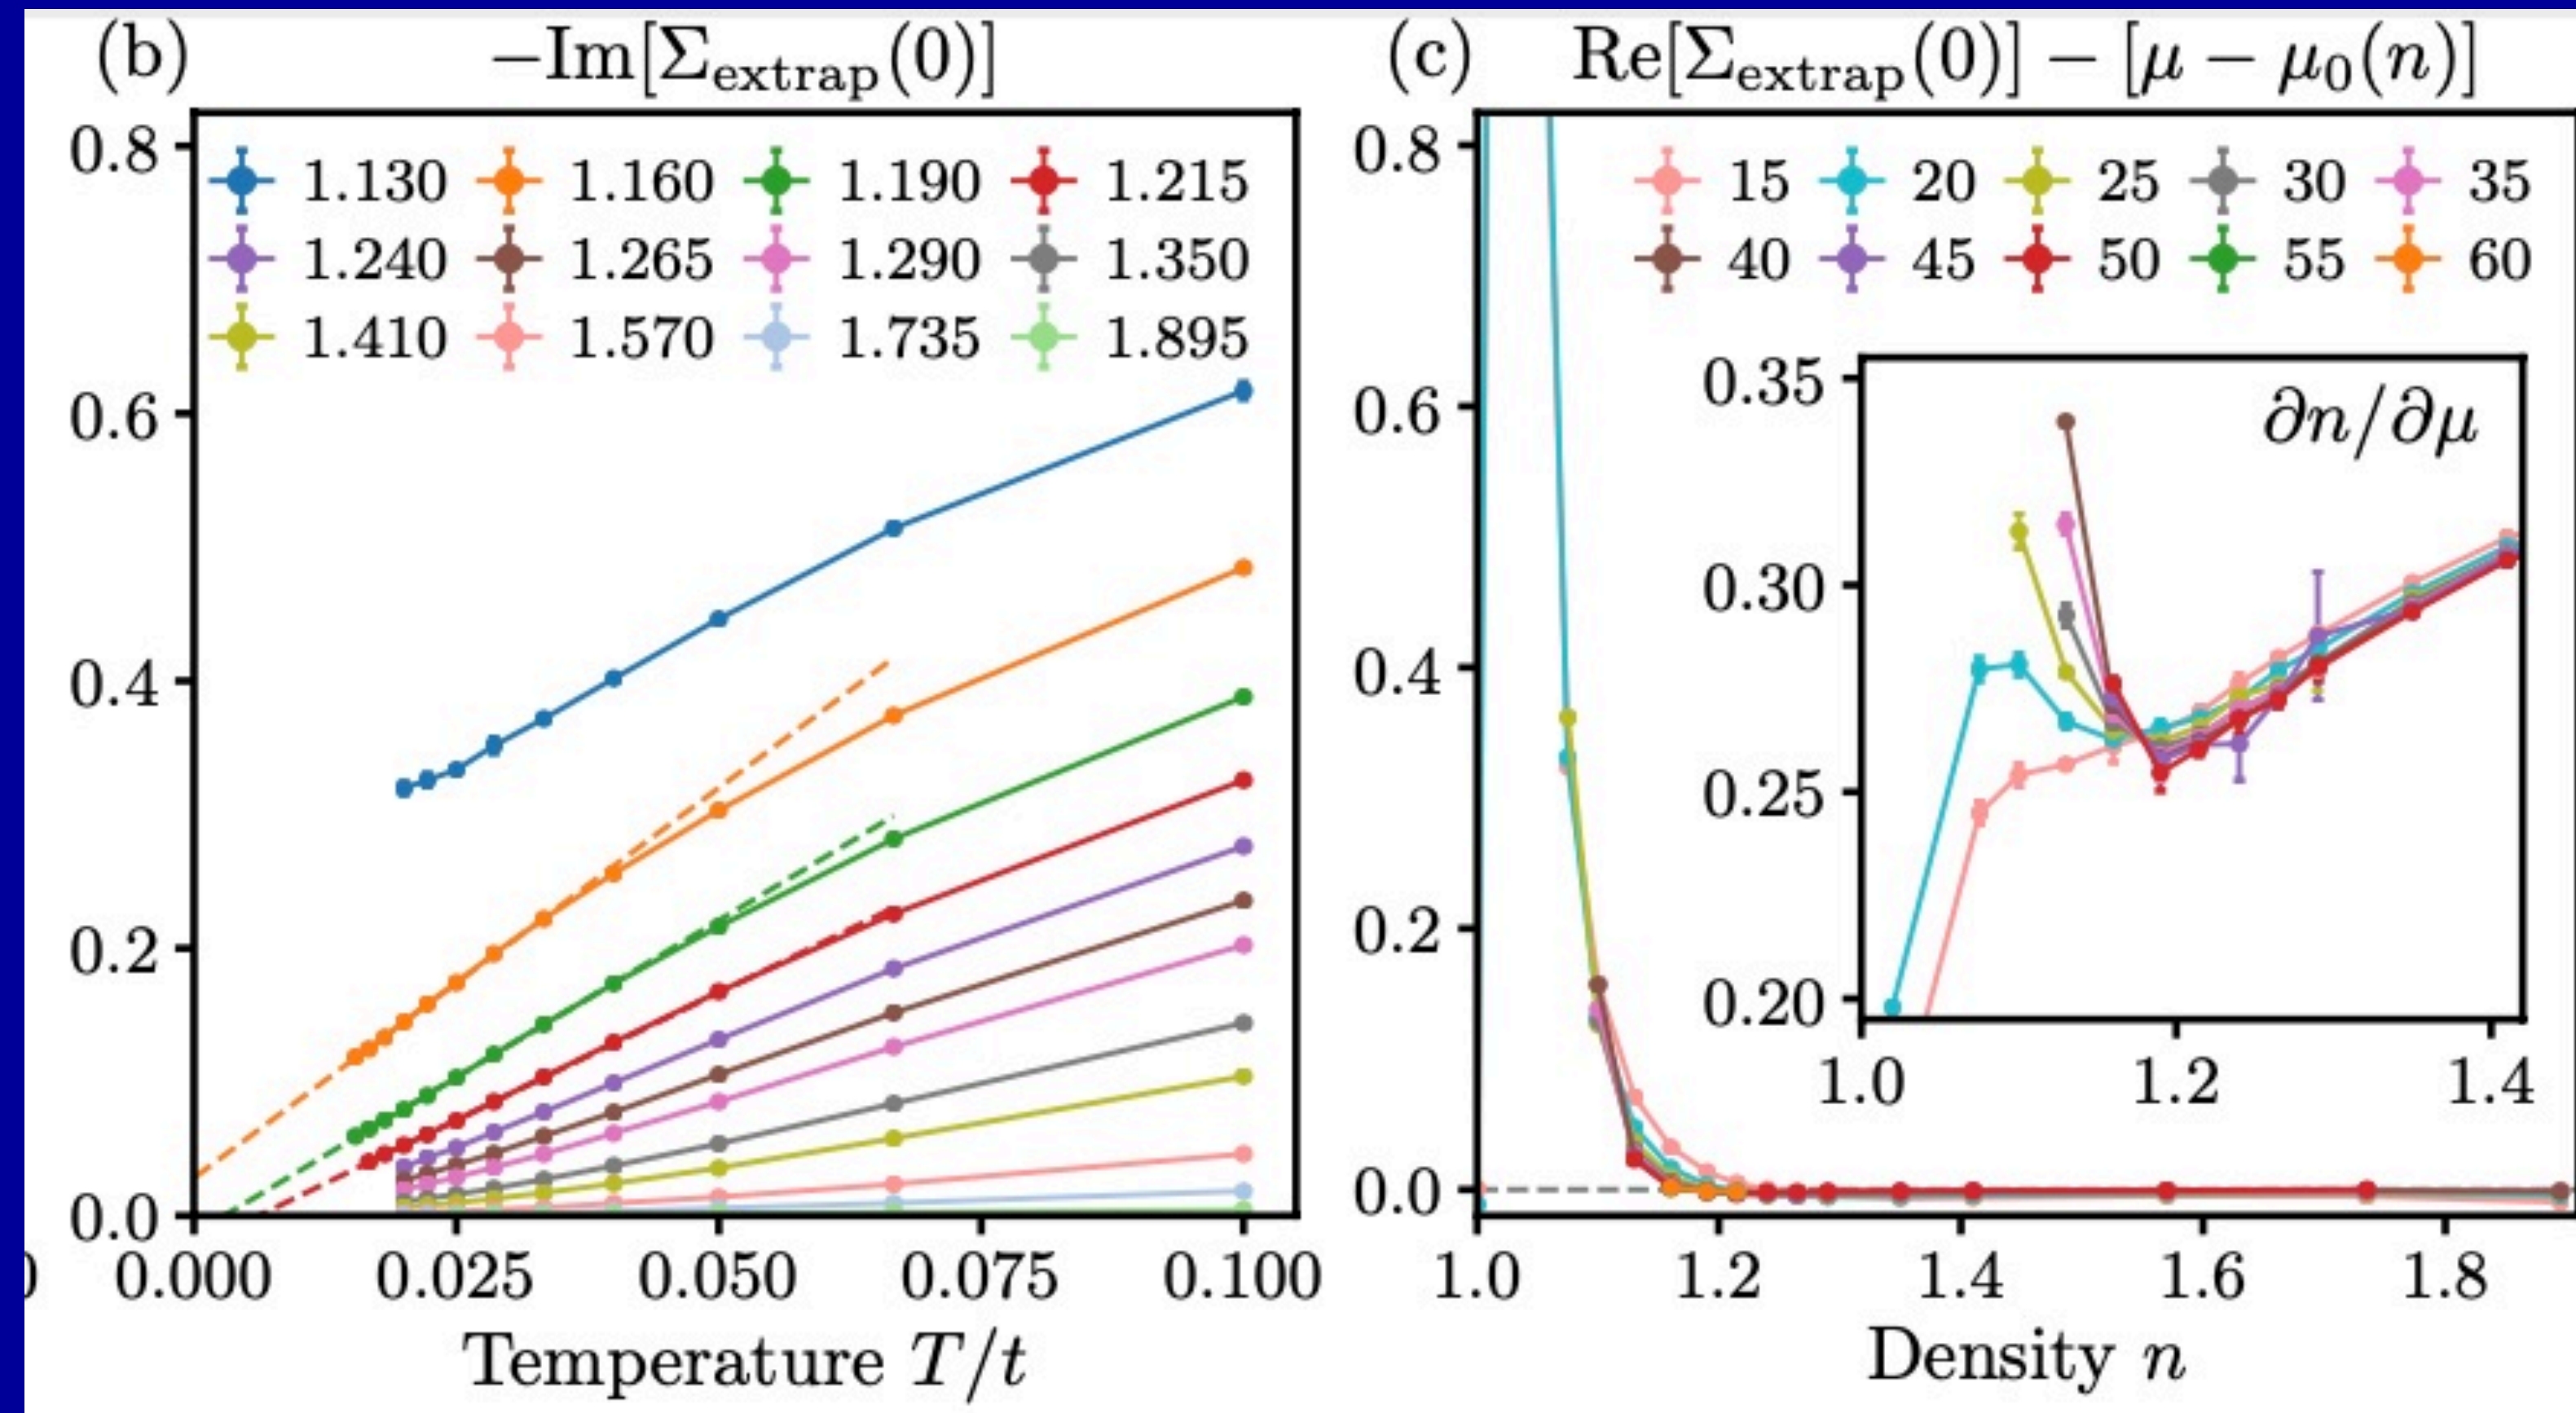 (b) −Im[Σextrap(0)]
0.8
0.6
0.4
0.2
0.0
1.130 1.160 1.190 1.215
1.240 1.265 1.290 1.350
1.410 1.570 1.735 1.895
0 0.000 0.025 0.050 0.075 0.100
Temperature T/t
(c) Re[Σextrap(0)] − [μ − μ0(n)]
0.8
0.6
0.4
0.2
0.0
15 20 25 30 35
40 45 50 55 60
∂n/∂μ
0.35
0.30
0.25
0.20
1.0 1.2 1.4
1.0 1.2 1.4 1.6 1.8
Density n